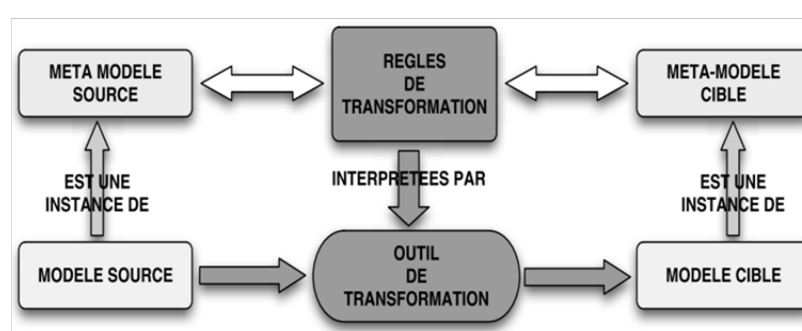 META MODELE
SOURCE
REGLES
DE
TRANSFORMATION
META-MODELE
CIBLE
EST UNE
INSTANCE DE
INTERPRETEES PAR
EST UNE
INSTANCE DE
MODELE SOURCE
OUTIL
DE
TRANSFORMATION
MODELE CIBLE